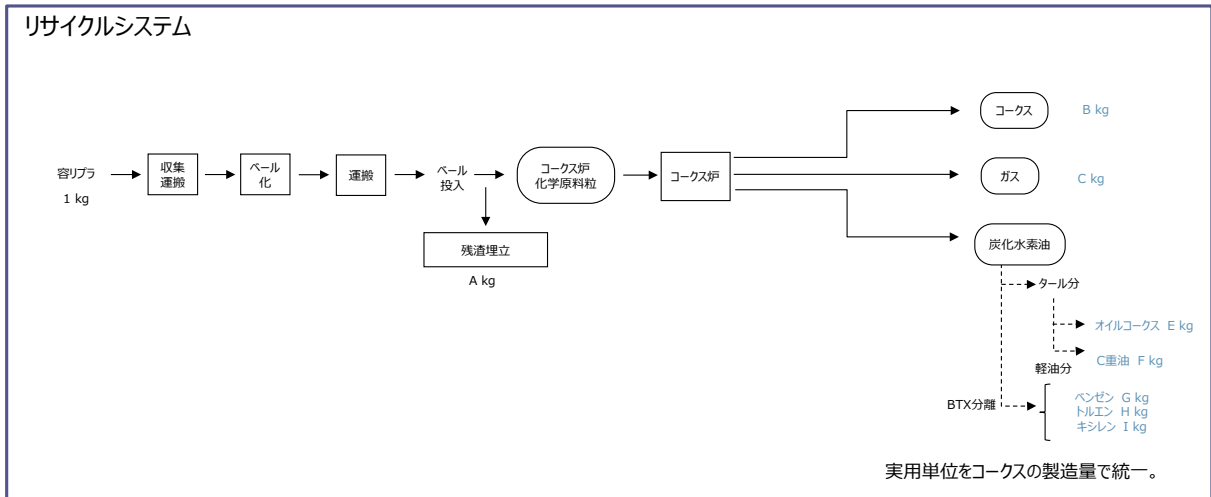 リサイクルシステム
容リプラ
1 kg
収集
運搬
ベール
化
運搬
ベール
投入
コークス炉
化学原料粒
コークス炉
残渣埋立
A kg
コークス
B kg
ガス
C kg
炭化水素油
タール分
オイルコークス E kg
C重油 F kg
軽油分
BTX分離
ベンゼン G kg
トルエン H kg
キシレン I kg
実用単位をコークスの製造量で統一。